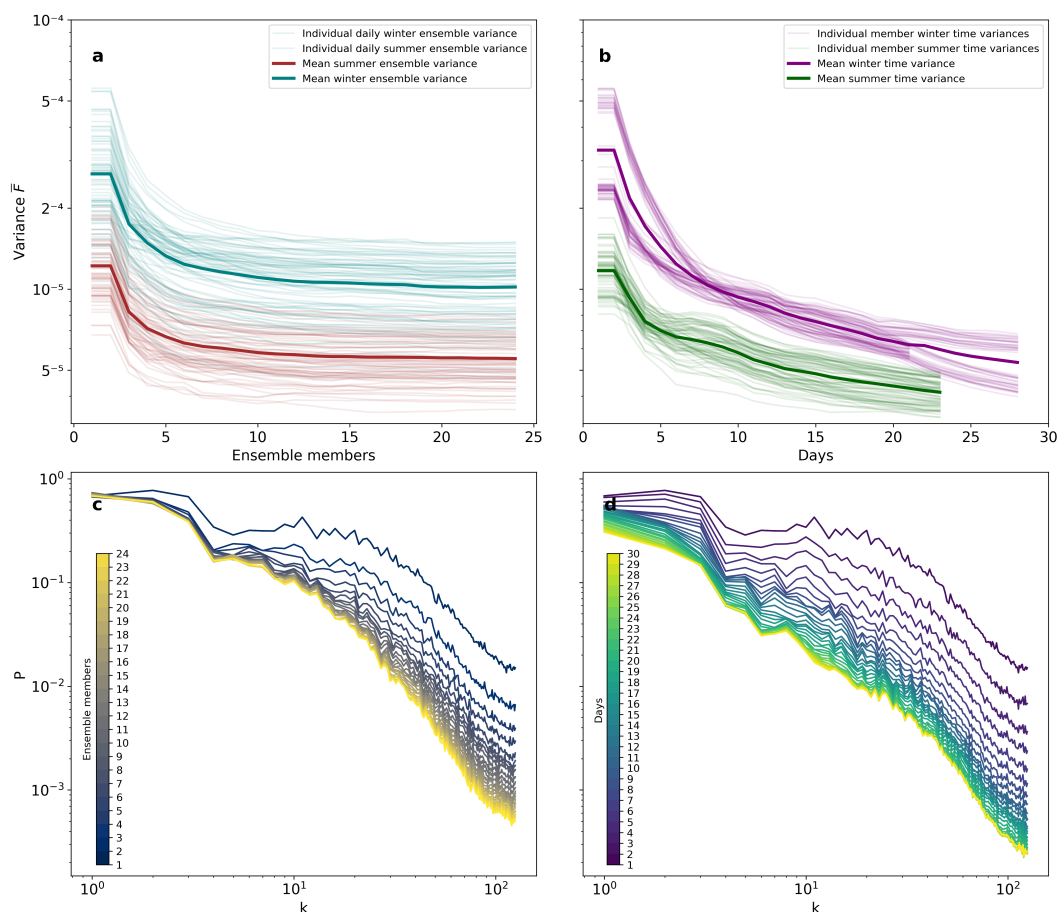 a
Individual daily winter ensemble variance
Individual daily summer ensemble variance
Mean summer ensemble variance
Mean winter ensemble variance
10⁻⁴
5⁻⁴
2⁻⁴
10⁻⁵
5⁻⁵
Variance F̅
0 5 10 15 20 25
Ensemble members
b
Individual member winter time variances
Individual member summer time variances
Mean winter time variance
Mean summer time variance
0 5 10 15 20 25 30
Days
c
10⁰
10⁻¹
10⁻²
10⁻³
P
Ensemble members
24
23
22
21
20
19
18
17
16
15
14
13
12
11
10
9
8
7
6
5
4
3
2
1
10⁰ 10¹ 10²
k
d
Days
30
29
28
27
26
25
24
23
22
21
20
19
18
17
16
15
14
13
12
11
10
9
8
7
6
5
4
3
2
1
10⁰ 10¹ 10²
k